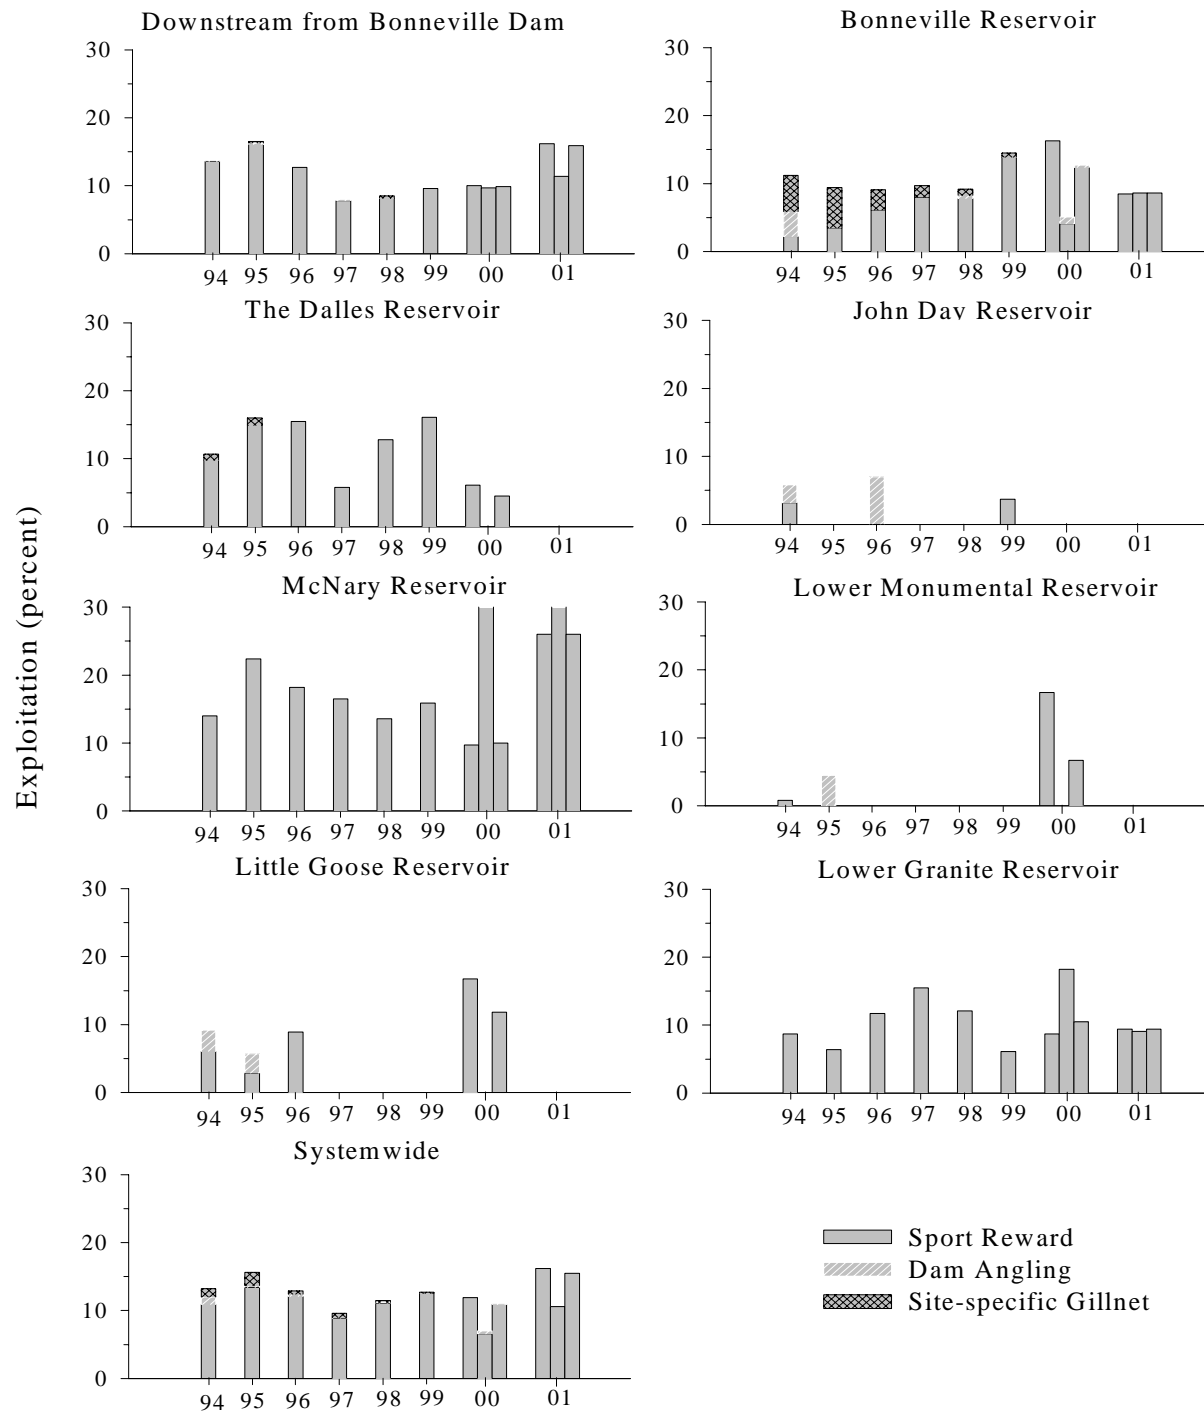 Downstream from Bonneville Dam
30
20
10
0
94 95 96 97 98 99 00 01
Bonneville Reservoir
30
20
10
0
94 95 96 97 98 99 00 01
The Dalles Reservoir
30
20
10
0
94 95 96 97 98 99 00 01
John Dav Reservoir
30
20
10
0
94 95 96 97 98 99 00 01
Exploitation (percent)
McNary Reservoir
30
20
10
0
94 95 96 97 98 99 00 01
Lower Monumental Reservoir
30
20
10
0
94 95 96 97 98 99 00 01
Little Goose Reservoir
30
20
10
0
94 95 96 97 98 99 00 01
Lower Granite Reservoir
30
20
10
0
94 95 96 97 98 99 00 01
Systemwide
30
20
10
0
94 95 96 97 98 99 00 01
Sport Reward
Dam Angling
Site-specific Gillnet